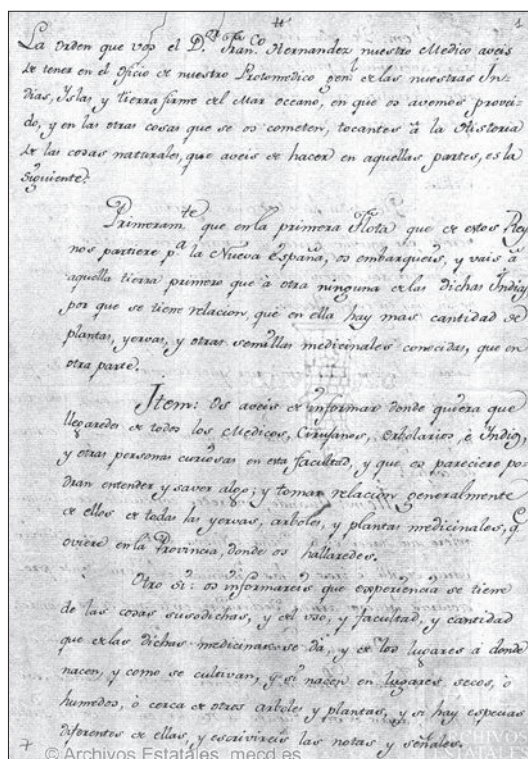 1
La orden que vos el D.r Fran.co Hernandez nuestro Medico aveis
de tener en el oficio de nuestro Protomedico gen.l de las nuestras In-
dias, Yslas, y tierra firme del Mar oceano, en que os avemos provei-
do, y en las otras cosas que se os cometen, tocantes à la Historia
de las cosas naturales, que aveis de hacer en aquellas partes, es la
siguiente.
Primeram.te que en la primera Flota que de estos Rey
nos partiere p.a la Nueva España, os embarqueis, y vais à
aquella tierra primero que à otra ninguna de las dichas Indias
por que se tiene relacion, que en ella hay mas cantidad de
plantas, yervas, y otras semillas medicinales conocidas, que en
otra parte.
Jtem: Os aveis de informar donde quiera que
llegaredes de todos los Medicos, Cirujanos, erbolarios, è Indios,
y otras personas curiosas en esta facultad, y que os pareciere po-
dran entender y saver algo; y tomar relacion generalmente
de ellos de todas las yervas, arboles, y plantas medicinales, q
oviere en la Provincia, donde os hallaredes.
Otro si: os informareis que experiencia se tiene
de las cosas susodichas, y del uso, y facultad, y cantidad
que de las dichas medicinas se dà, y de los lugares à donde
nacen, y como se cultivan, y si nacen en lugares secos, ò
humedos, ò cerca de otros arboles y plantas, y si hay especias
diferentes de ellas, y escrivireis las notas y señales.
© Archivos Estatales, mecd.es
ARCHIVOS
ESTATALES